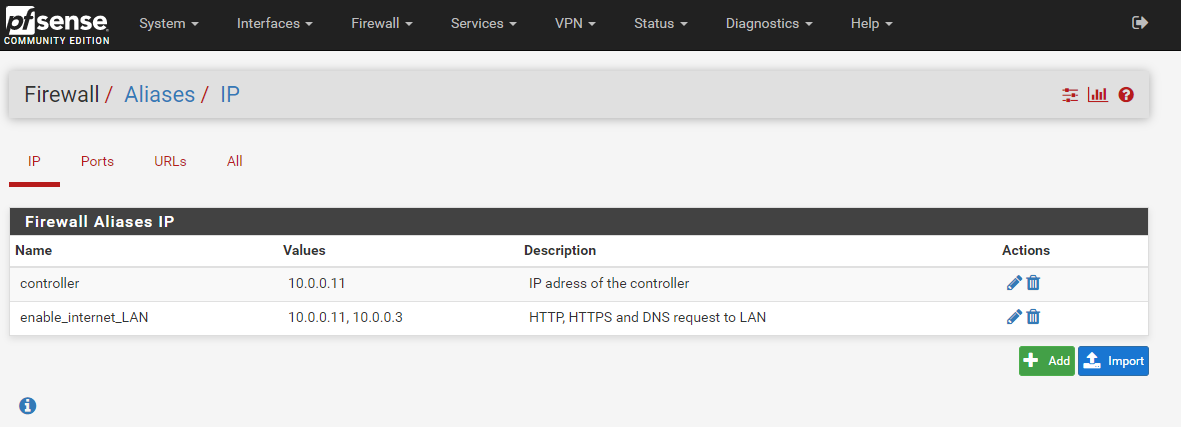 pfsense
COMMUNITY EDITION
System Interfaces Firewall Services VPN Status Diagnostics Help
Firewall / Aliases / IP
IP Ports URLs All
Firewall Aliases IP
Name Values Description Actions
controller 10.0.0.11 IP adress of the controller
enable_internet_LAN 10.0.0.11, 10.0.0.3 HTTP, HTTPS and DNS request to LAN
Add Import